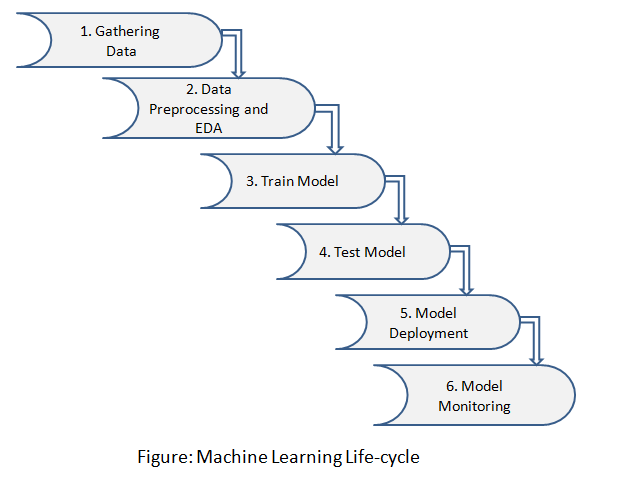 1. Gathering
Data
2. Data
Preprocessing and
EDA
3. Train Model
4. Test Model
5. Model
Deployment
6. Model
Monitoring
Figure: Machine Learning Life-cycle